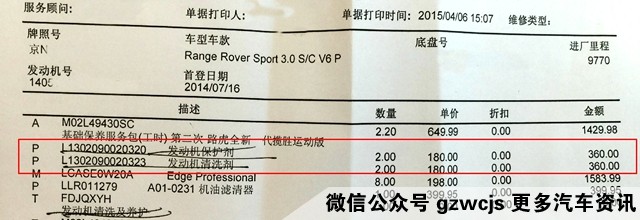 服务顾问: 单据打印人: 单据打印时间: 2015/04/06 15:07 维修类型:
牌照号 车型车款 底盘号 进厂里程
京N Range Rover Sport 3.0 S/C V6 P 9770
发动机号 首登日期
1405 2014/07/16
描述 数量 单价 折扣 金额
A M02L49430SC 2.20 649.99 0.00 1429.98
基础保养服务包(工时) 第二次 路虎全新 代揽胜运动版
P L1302090020320 发动机保护剂 2.00 180.00 0.00 360.00
P L1302090020323 发动机清洗剂 2.00 180.00 0.00 360.00
M LCASE0W20A Edge Professional 8.00 198.00 0.00 1583.99
P LLR011279 A01-0231 机油滤清器 399.95 0.00 399.95
T FDJQXYH
发动机清洗及养护
微信公众号 gzwcjs 更多汽车资讯